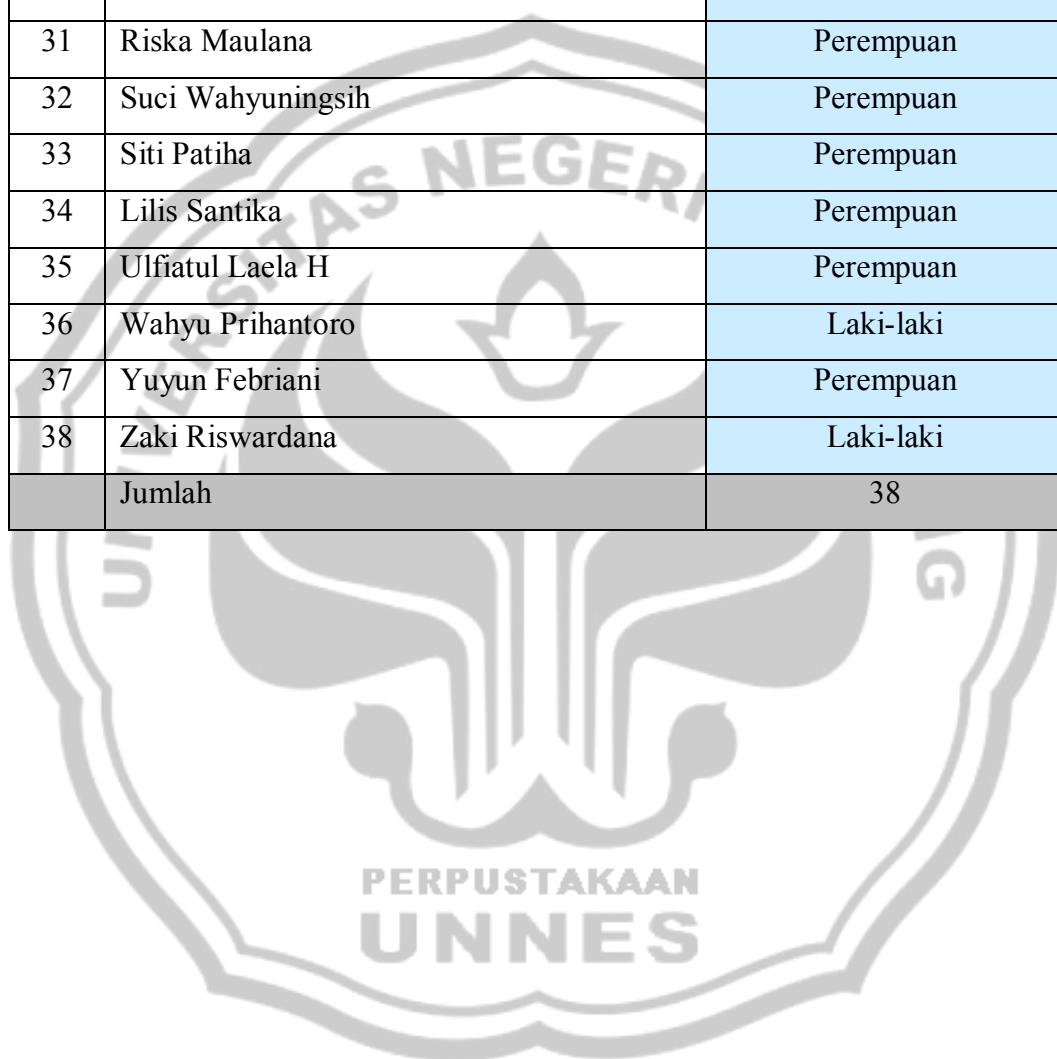 31 Riska Maulana Perempuan
32 Suci Wahyuningsih Perempuan
33 Siti Patiha Perempuan
34 Lilis Santika Perempuan
35 Ulfiatul Laela H Perempuan
36 Wahyu Prihantoro Laki-laki
37 Yuyun Febriani Perempuan
38 Zaki Riswardana Laki-laki
Jumlah 38
UNIVERSITAS NEGERI
PERPUSTAKAAN
UNNES